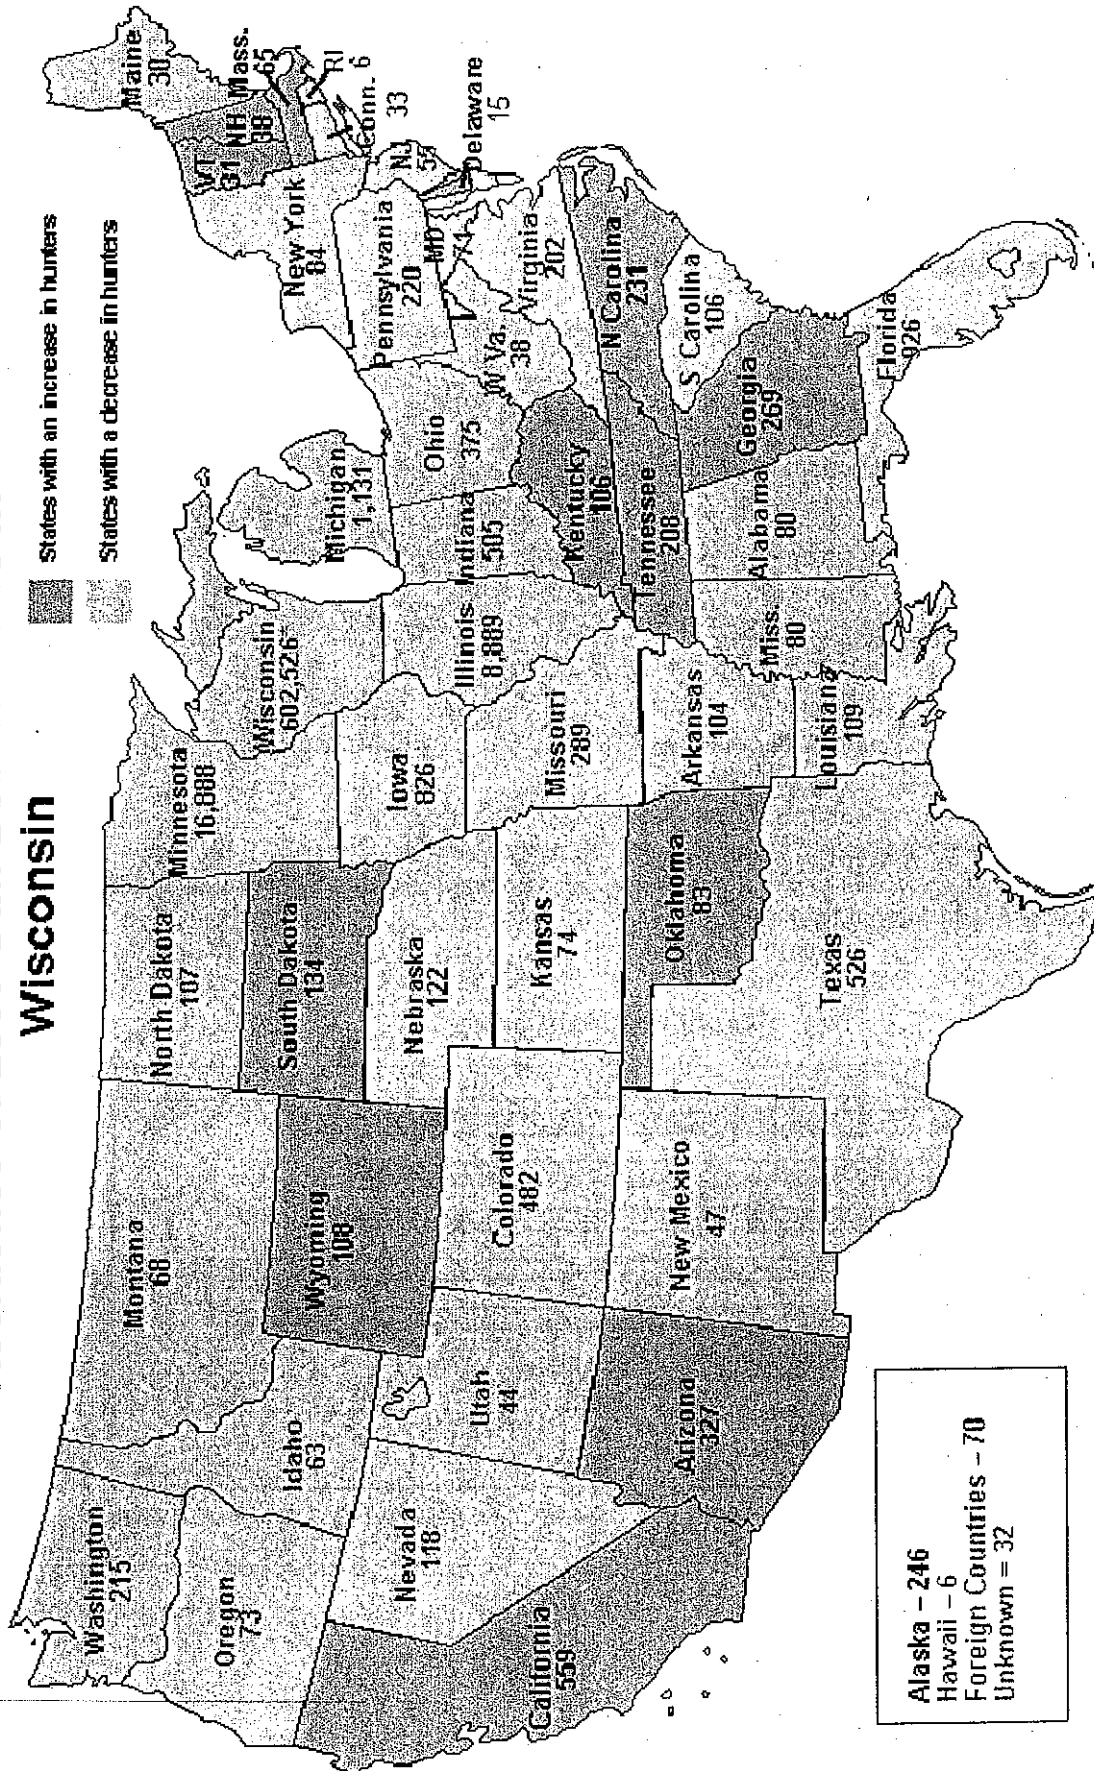 Wisconsin
States with an increase in hunters
States with a decrease in hunters
Washington
215
Oregon
73
California
559
Nevada
118
Idaho
63
Montana
68
Wyoming
108
Utah
44
Arizona
327
Colorado
482
New Mexico
47
North Dakota
107
South Dakota
134
Nebraska
122
Kansas
74
Oklahoma
83
Texas
526
Minnesota
16,888
Iowa
826
Missouri
289
Arkansas
104
Louisiana
109
Wisconsin
602,526
Illinois
8,889
Michigan
1,131
Indiana
505
Ohio
375
Kentucky
106
Tennessee
208
Miss.
80
Alabama
80
Georgia
269
Florida
926
S Carolina
106
N Carolina
231
Virginia
202
W Va.
38
MD
74
Delaware
15
Pennsylvania
220
NJ
New York
84
Conn.
33
RI
6
Mass.
65
VT
31
NH
38
Maine
30
Alaska – 246
Hawaii – 6
Foreign Countries – 70
Unknown = 32